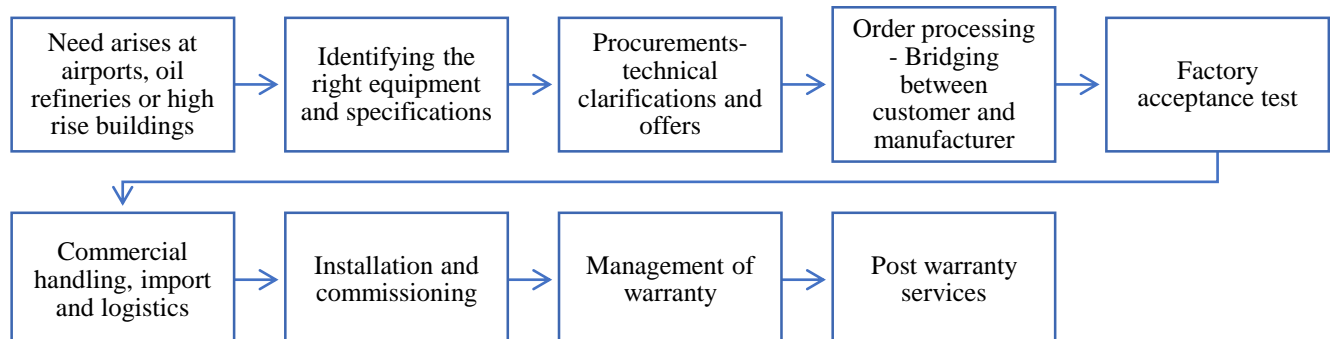 Need arises at
airports, oil
refineries or high
rise buildings
Identifying the
right equipment
and specifications
Procurements-
technical
clarifications and
offers
Order processing
- Bridging
between
customer and
manufacturer
Factory
acceptance test
Commercial
handling, import
and logistics
Installation and
commissioning
Management of
warranty
Post warranty
services